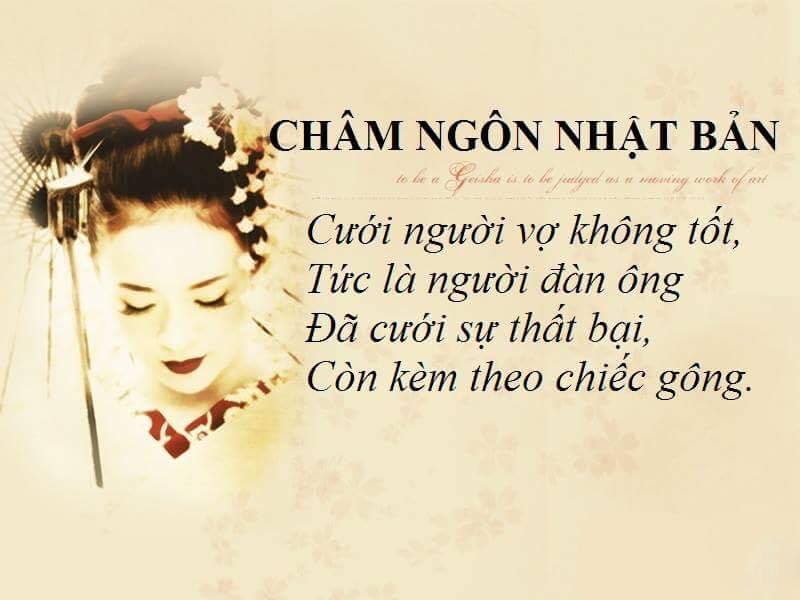 CHÂM NGÔN NHẬT BẢN
to be a Geisha is to be judged as a moving work of art
Cưới người vợ không tốt,
Tức là người đàn ông
Đã cưới sự thất bại,
Còn kèm theo chiếc gông.